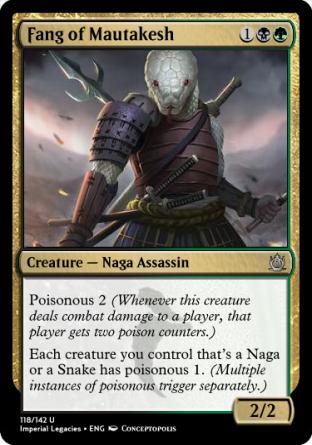 Fang of Mautakesh 1
Creature — Naga Assassin
Poisonous 2 (Whenever this creature
deals combat damage to a player, that
player gets two poison counters.)
Each creature you control that's a Naga
or a Snake has poisonous 1. (Multiple
instances of poisonous trigger separately.)
2/2
118/142 U
Imperial Legacies • ENG Conceptopolis